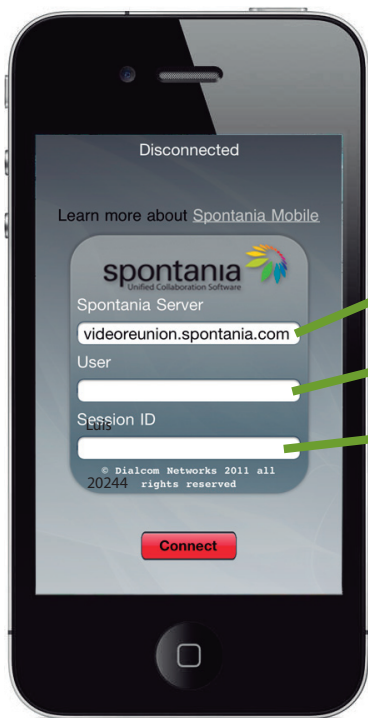 Disconnected
Learn more about Spontania Mobile
spontania
Unified Collaboration Software
Spontania Server
videoreunion.spontania.com
User
Session ID
Luis
© Dialcom Networks 2011 all
rights reserved
20244
Connect